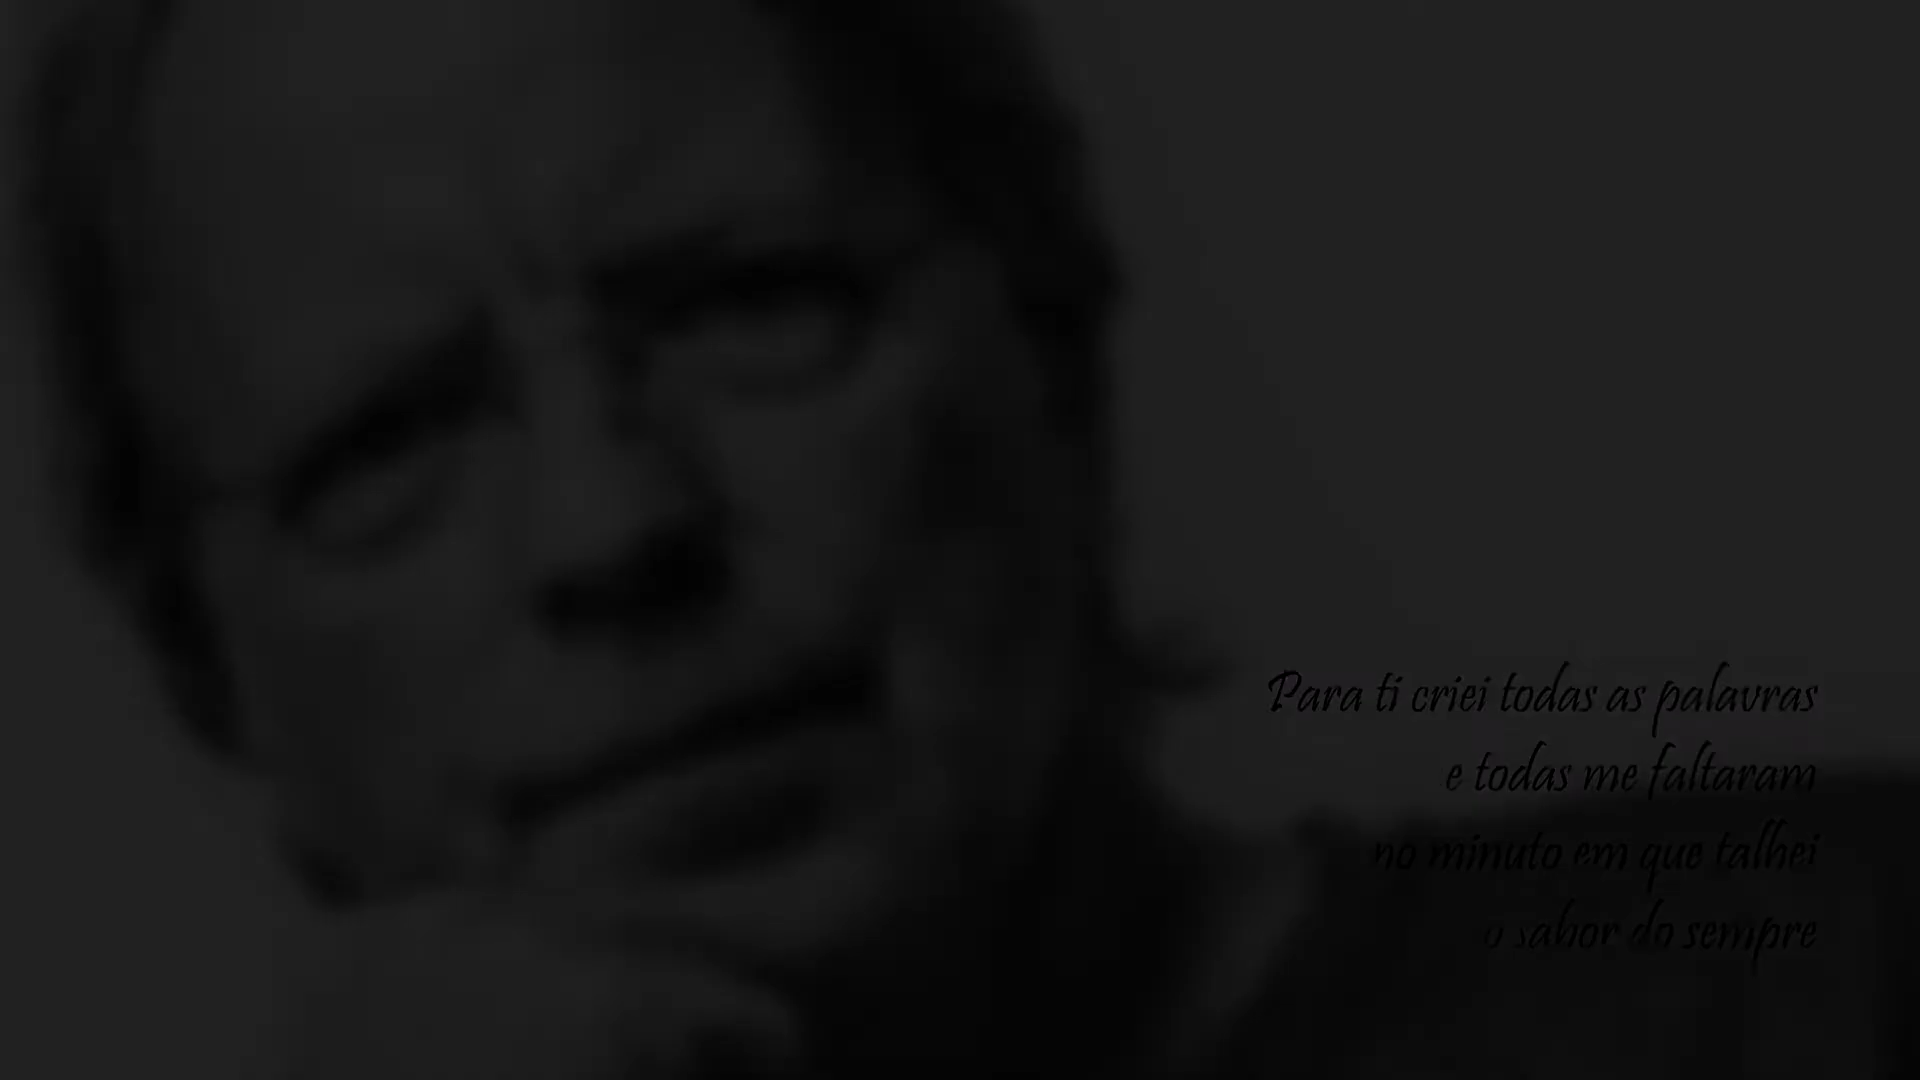 Para ti criei todas as palavras
e todas me faltaram
no minuto em que talhei
o sabor do sempre